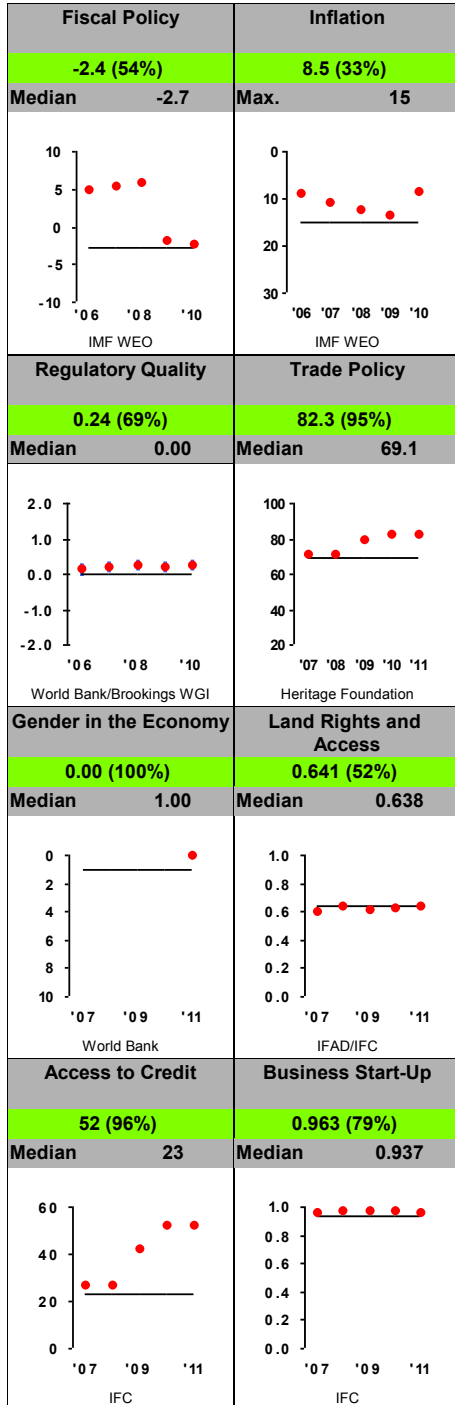 Fiscal Policy
-2.4 (54%)
Median -2.7
10
5
0
-5
-10
'06 '08 '10
IMF WEO
Inflation
8.5 (33%)
Max. 15
0
10
20
30
'06 '07 '08 '09 '10
IMF WEO
Regulatory Quality
0.24 (69%)
Median 0.00
2.0
1.0
0.0
-1.0
-2.0
'06 '08 '10
World Bank/Brookings WGI
Trade Policy
82.3 (95%)
Median 69.1
100
80
60
40
20
'07 '08 '09 '10 '11
Heritage Foundation
Gender in the Economy
0.00 (100%)
Median 1.00
0
2
4
6
8
10
'07 '09 '11
World Bank
Land Rights and
Access
0.641 (52%)
Median 0.638
1.0
0.8
0.6
0.4
0.2
0.0
'07 '09 '11
IFAD/IFC
Access to Credit
52 (96%)
Median 23
60
40
20
0
'07 '09 '11
IFC
Business Start-Up
0.963 (79%)
Median 0.937
1.0
0.8
0.6
0.4
0.2
0.0
'07 '09 '11
IFC